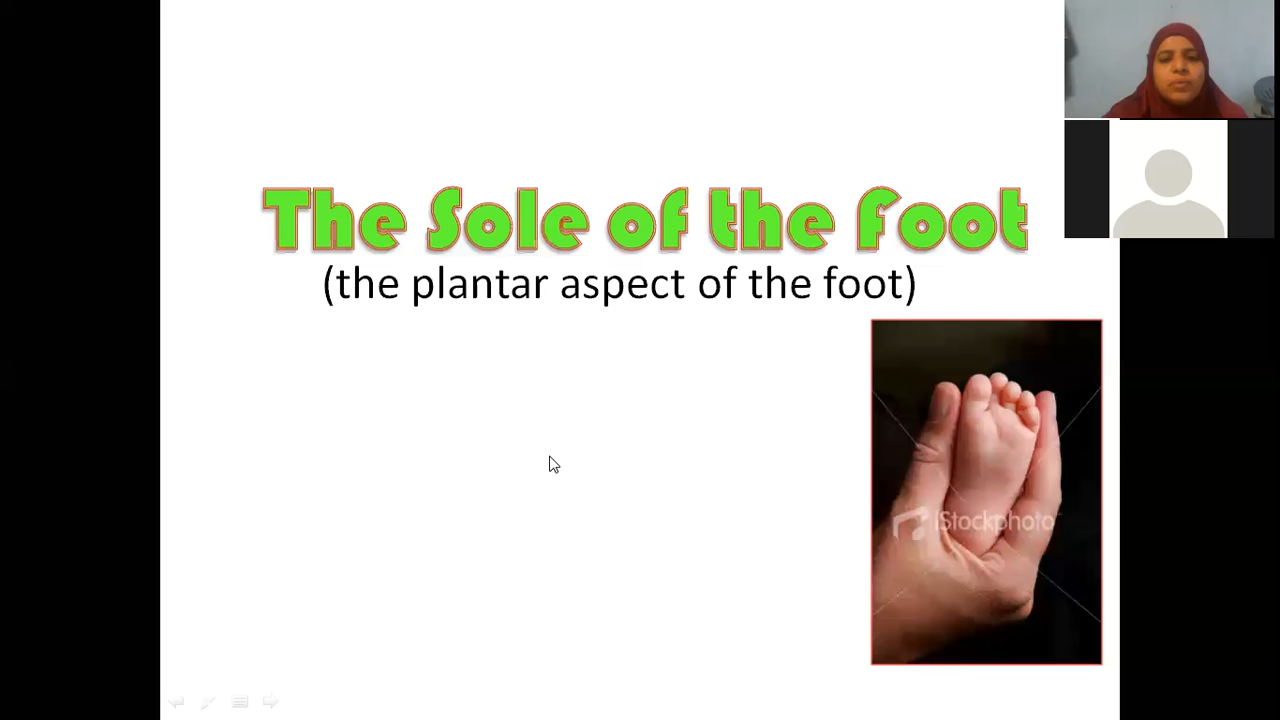 The Sole of the Foot
(the plantar aspect of the foot)
iStockphoto